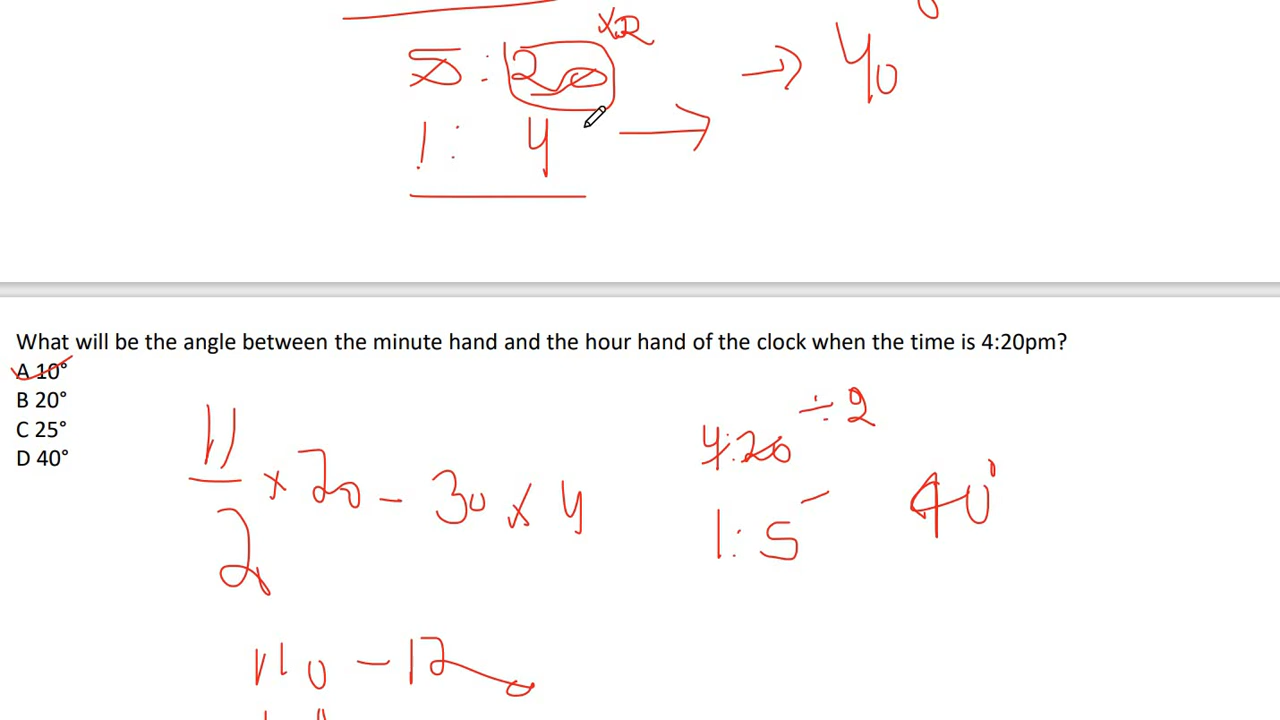 ×2
5 : 20 → 40
1 : 4 →
What will be the angle between the minute hand and the hour hand of the clock when the time is 4:20pm?
A 10°
B 20°
C 25°
D 40°
11/2 × 20 - 30 × 4
4:20 ÷ 2
1:5 - 40°
110 - 120